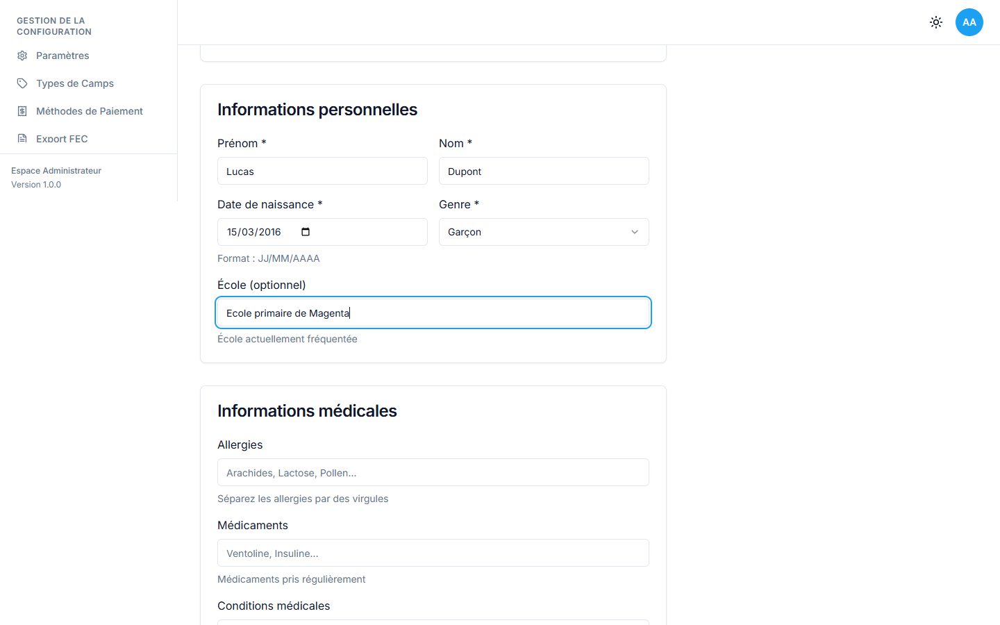 GESTION DE LA
CONFIGURATION
Paramètres
Types de Camps
Méthodes de Paiement
Export FEC
Espace Administrateur
Version 1.0.0
AA
Informations personnelles
Prénom *
Nom *
Lucas
Dupont
Date de naissance *
Genre *
15/03/2016
Garçon
Format : JJ/MM/AAAA
École (optionnel)
Ecole primaire de Magenta
École actuellement fréquentée
Informations médicales
Allergies
Arachides, Lactose, Pollen...
Séparez les allergies par des virgules
Médicaments
Ventoline, Insuline...
Médicaments pris régulièrement
Conditions médicales